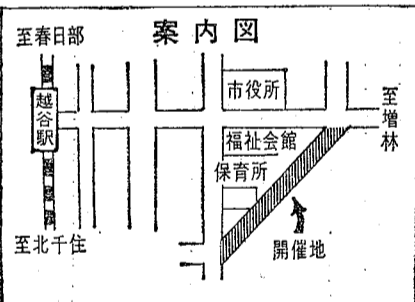 案内図
至春日部
越谷駅
至北千住
市役所
福祉会館
保育所
至増林
開催地